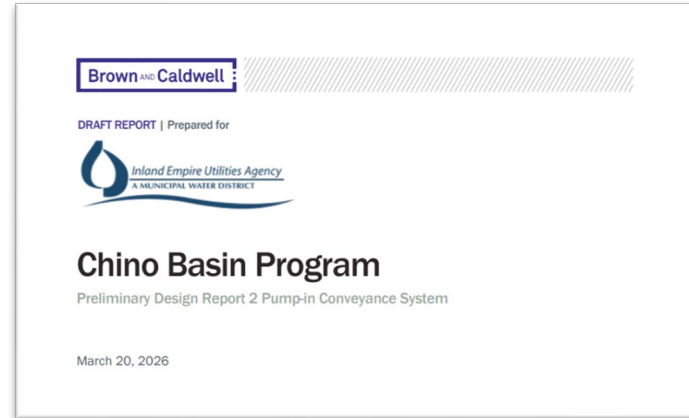 Brown AND Caldwell
DRAFT REPORT | Prepared for
Inland Empire Utilities Agency
A MUNICIPAL WATER DISTRICT
Chino Basin Program
Preliminary Design Report 2 Pump-in Conveyance System
March 20, 2026